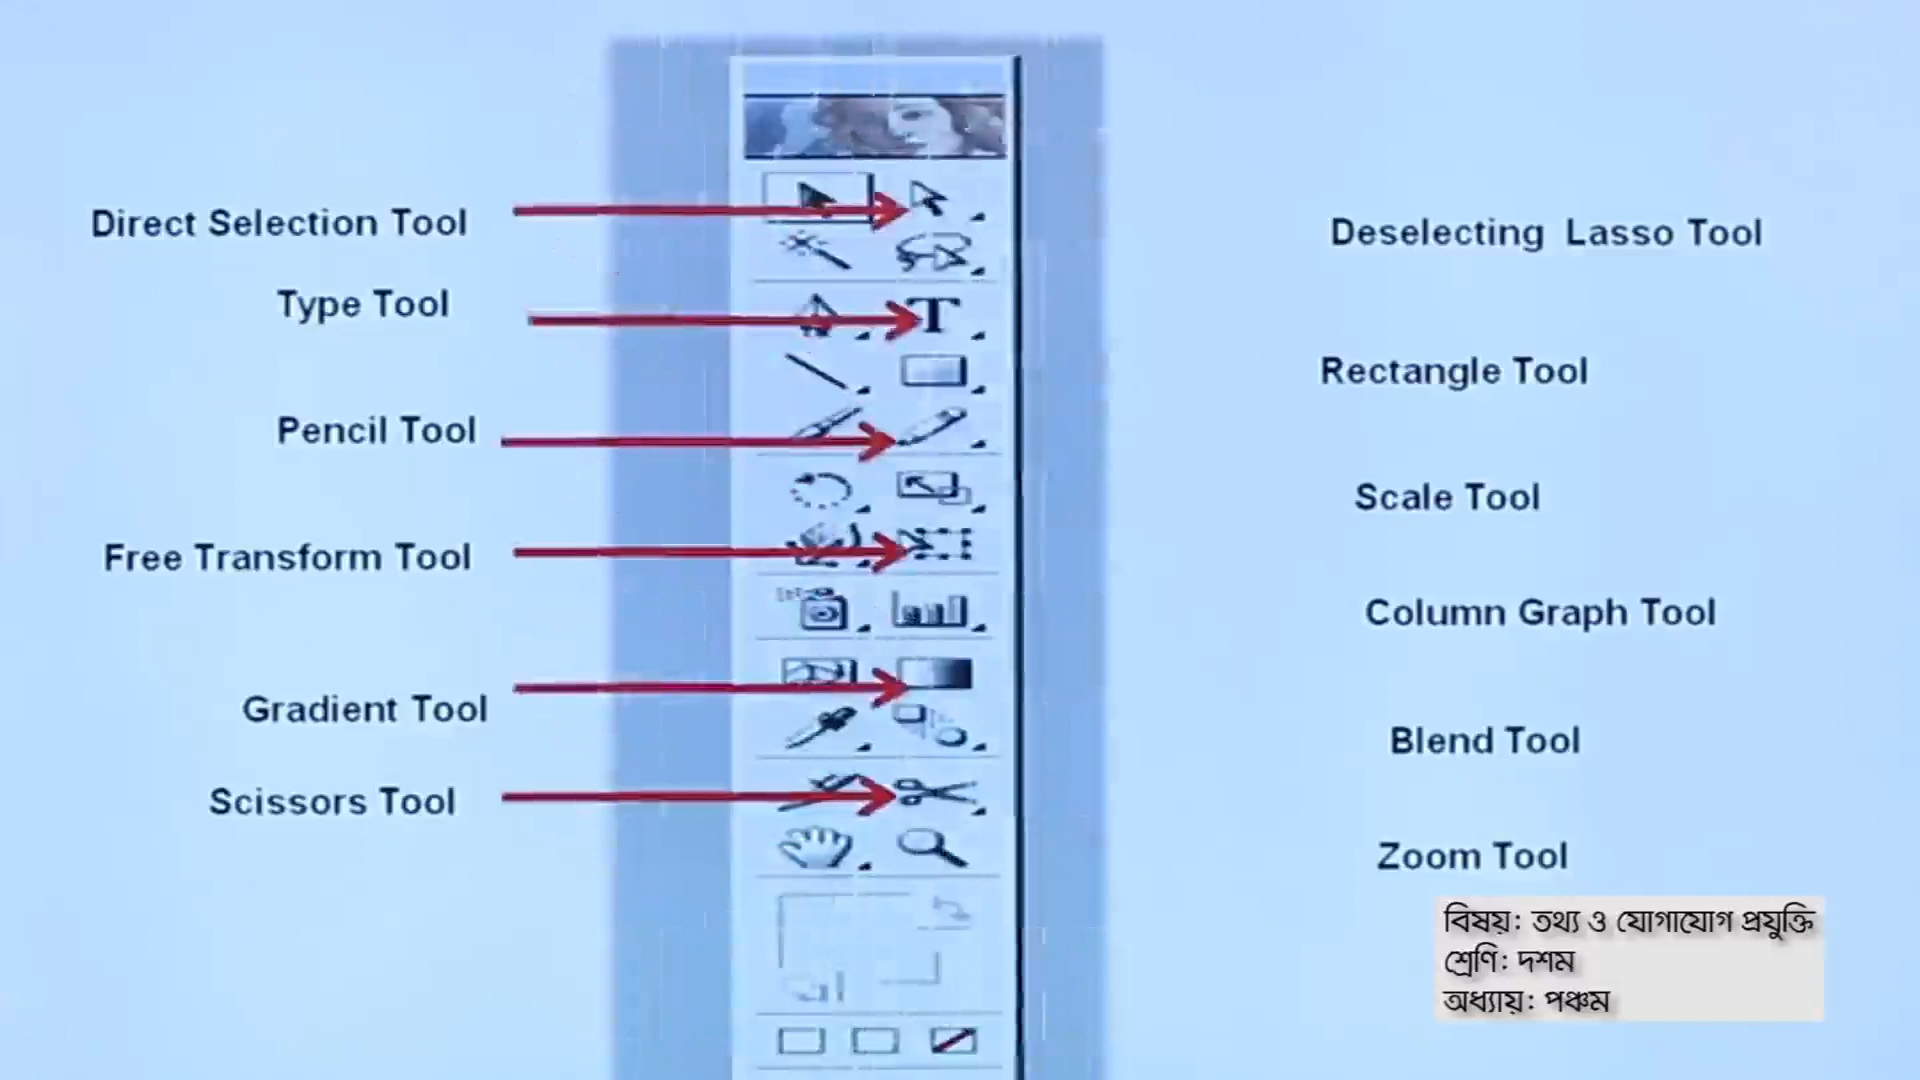 Direct Selection Tool
Type Tool
Pencil Tool
Free Transform Tool
Gradient Tool
Scissors Tool
T
Deselecting Lasso Tool
Rectangle Tool
Scale Tool
Column Graph Tool
Blend Tool
Zoom Tool
বিষয়: তথ্য ও যোগাযোগ প্রযুক্তি
শ্রেণি: দশম
অধ্যায়: পঞ্চম